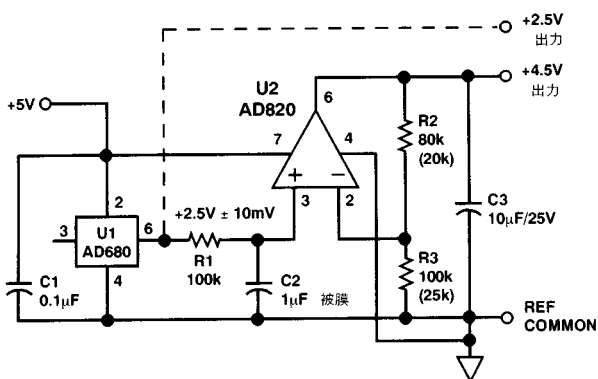 +2.5V
出力
+4.5V
出力
U2
AD820
6
+5V
7
4
R2
80k
(20k)
+
−
3
2
2
+2.5V ± 10mV
3
U1
AD680
6
4
R1
100k
C3
10μF/25V
C1
0.1μF
C2
1μF 被膜
R3
100k
(25k)
REF
COMMON